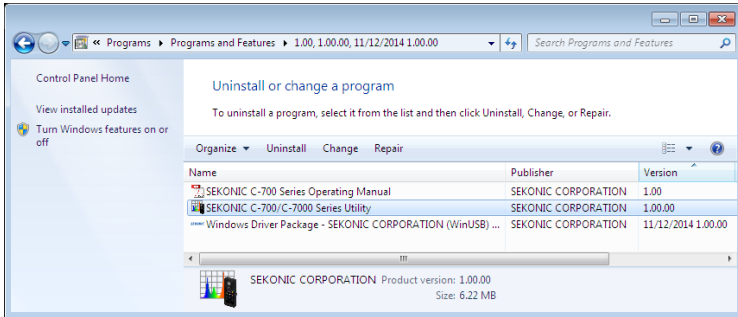 « Programs ▸ Programs and Features ▸ 1.00, 1.00.00, 11/12/2014 1.00.00
Search Programs and Features
Control Panel Home
View installed updates
Turn Windows features on or
off
Uninstall or change a program
To uninstall a program, select it from the list and then click Uninstall, Change, or Repair.
Organize Uninstall Change Repair
Name Publisher Version
SEKONIC C-700 Series Operating Manual SEKONIC CORPORATION 1.00
SEKONIC C-700/C-7000 Series Utility SEKONIC CORPORATION 1.00.00
Windows Driver Package - SEKONIC CORPORATION (WinUSB) ... SEKONIC CORPORATION 11/12/2014 1.00.00
SEKONIC CORPORATION Product version: 1.00.00
Size: 6.22 MB